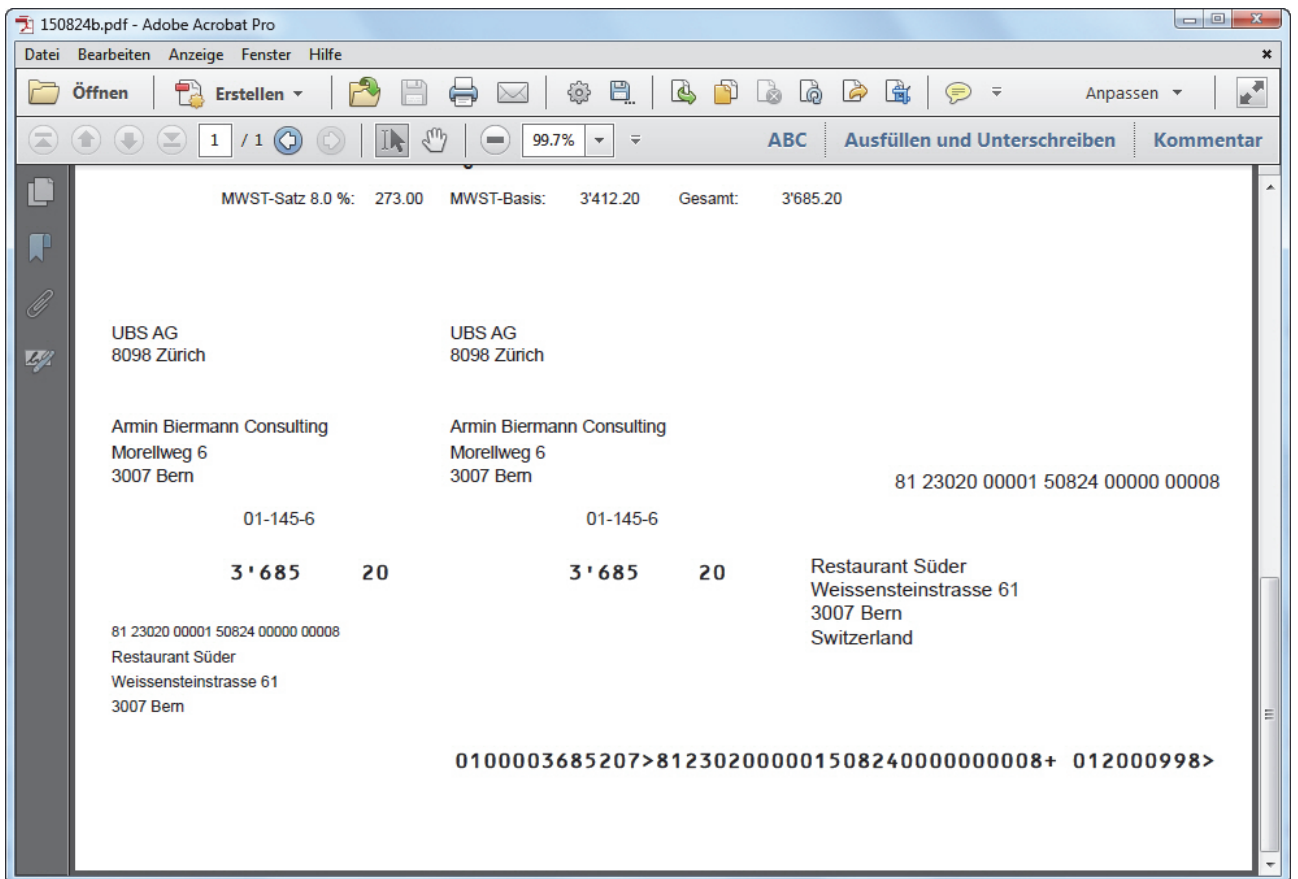 150824b.pdf - Adobe Acrobat Pro
Datei Bearbeiten Anzeige Fenster Hilfe
Öffnen Erstellen Anpassen
1 / 1 99.7% ABC Ausfüllen und Unterschreiben Kommentar
MWST-Satz 8.0 %: 273.00 MWST-Basis: 3'412.20 Gesamt: 3'685.20
UBS AG UBS AG
8098 Zürich 8098 Zürich
Armin Biermann Consulting Armin Biermann Consulting
Morellweg 6 Morellweg 6
3007 Bern 3007 Bern
81 23020 00001 50824 00000 00008
01-145-6 01-145-6
3'685 20 3'685 20
Restaurant Süder
Weissensteinstrasse 61
3007 Bern
Switzerland
81 23020 00001 50824 00000 00008
Restaurant Süder
Weissensteinstrasse 61
3007 Bern
0100003685207>812302000001508240000000008+ 012000998>